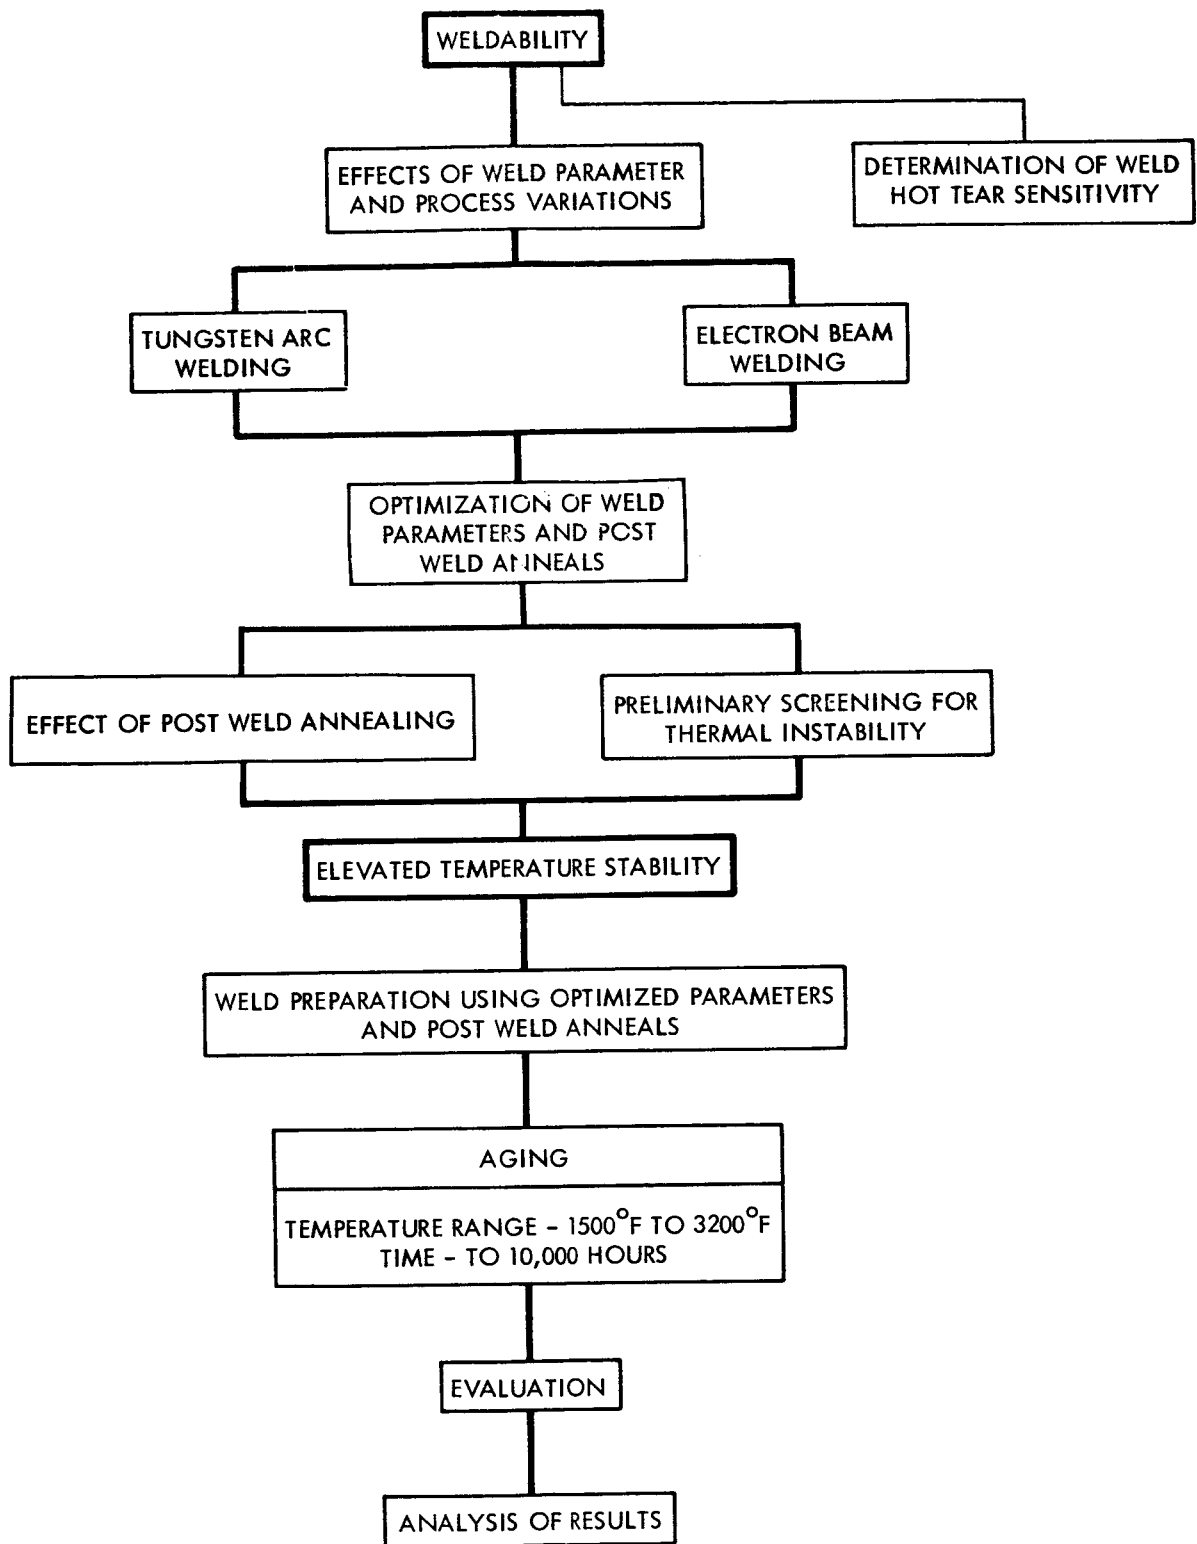 WELDABILITY
EFFECTS OF WELD PARAMETER
AND PROCESS VARIATIONS
DETERMINATION OF WELD
HOT TEAR SENSITIVITY
TUNGSTEN ARC
WELDING
ELECTRON BEAM
WELDING
OPTIMIZATION OF WELD
PARAMETERS AND POST
WELD ANNEALS
EFFECT OF POST WELD ANNEALING
PRELIMINARY SCREENING FOR
THERMAL INSTABILITY
ELEVATED TEMPERATURE STABILITY
WELD PREPARATION USING OPTIMIZED PARAMETERS
AND POST WELD ANNEALS
AGING
TEMPERATURE RANGE - 1500°F TO 3200°F
TIME - TO 10,000 HOURS
EVALUATION
ANALYSIS OF RESULTS